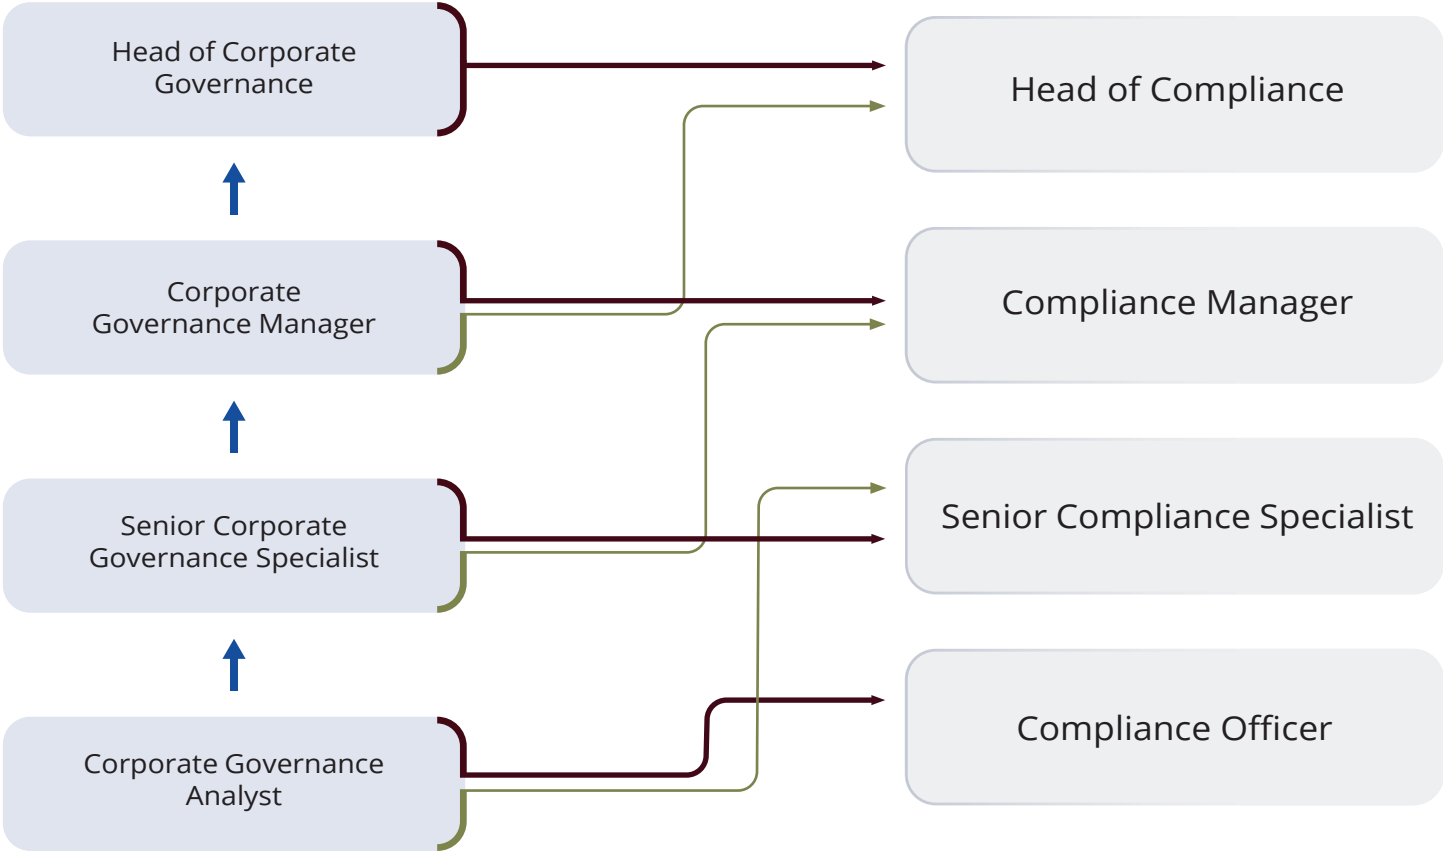 Head of Corporate
Governance
Head of Compliance
Corporate
Governance Manager
Compliance Manager
Senior Corporate
Governance Specialist
Senior Compliance Specialist
Corporate Governance
Analyst
Compliance Officer